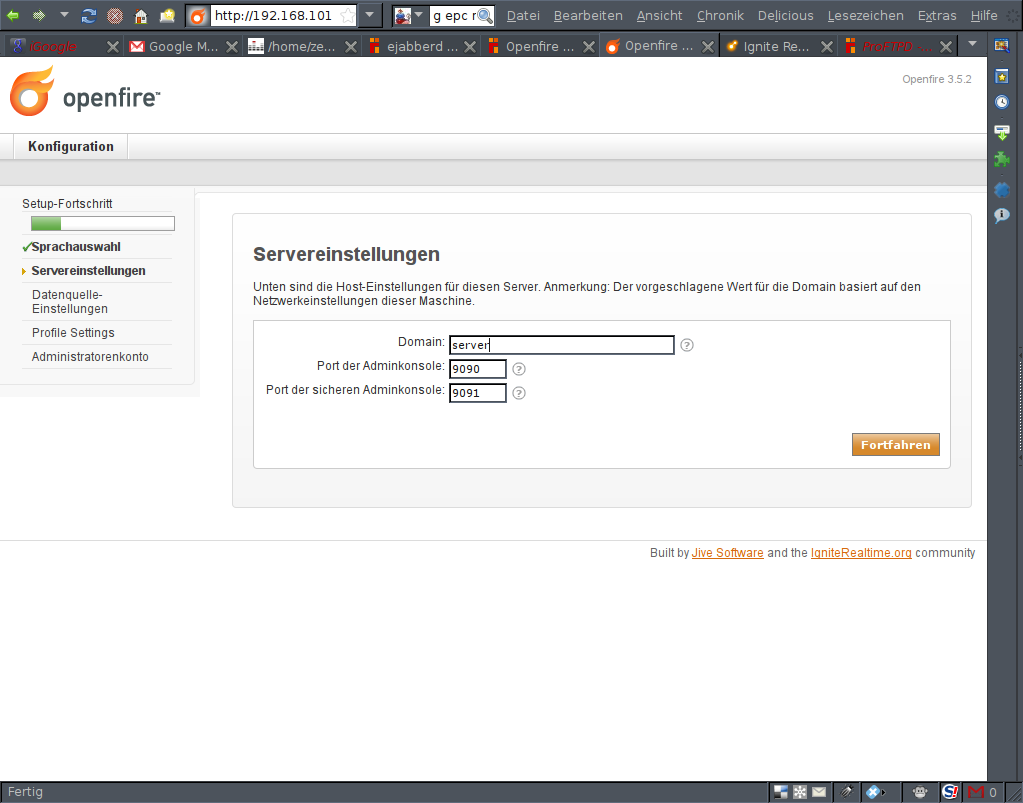 http://192.168.101
g epc r
Datei Bearbeiten Ansicht Chronik Delicious Lesezeichen Extras Hilfe
iGoogle
Google M...
/home/ze...
ejabberd ...
Openfire ...
Openfire ...
Ignite Re...
ProFTPD -...
openfire™
Openfire 3.5.2
Konfiguration
Setup-Fortschritt
Sprachauswahl
Servereinstellungen
Datenquelle-
Einstellungen
Profile Settings
Administratorenkonto
Servereinstellungen
Unten sind die Host-Einstellungen für diesen Server. Anmerkung: Der vorgeschlagene Wert für die Domain basiert auf den
Netzwerkeinstellungen dieser Maschine.
Domain: server ?
Port der Adminkonsole: 9090 ?
Port der sicheren Adminkonsole: 9091 ?
Fortfahren
Built by Jive Software and the IgniteRealtime.org community
Fertig
0